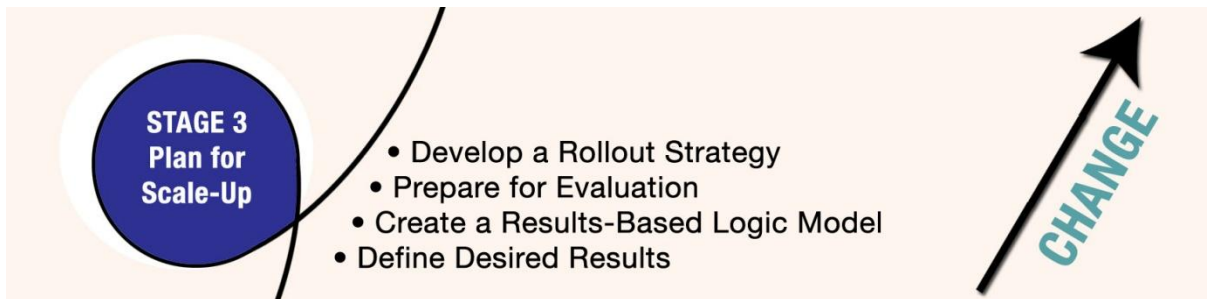 STAGE 3
Plan for
Scale-Up
• Develop a Rollout Strategy
• Prepare for Evaluation
• Create a Results-Based Logic Model
• Define Desired Results
CHANGE